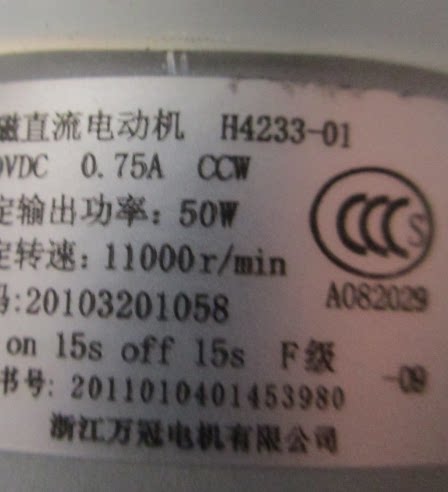 磁直流电动机 H4233-01
0VDC 0.75A CCW
定输出功率: 50W
定转速: 11000r/min
码:20103201058
on 15s off 15s F级
书号: 2011010401453980
浙江万冠电机有限公司
CCC S
A082029
-09